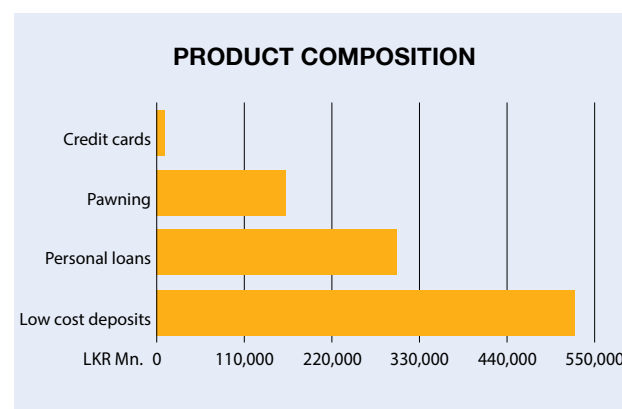 PRODUCT COMPOSITION
Credit cards
Pawning
Personal loans
Low cost deposits
LKR Mn. 0 110,000 220,000 330,000 440,000 550,000